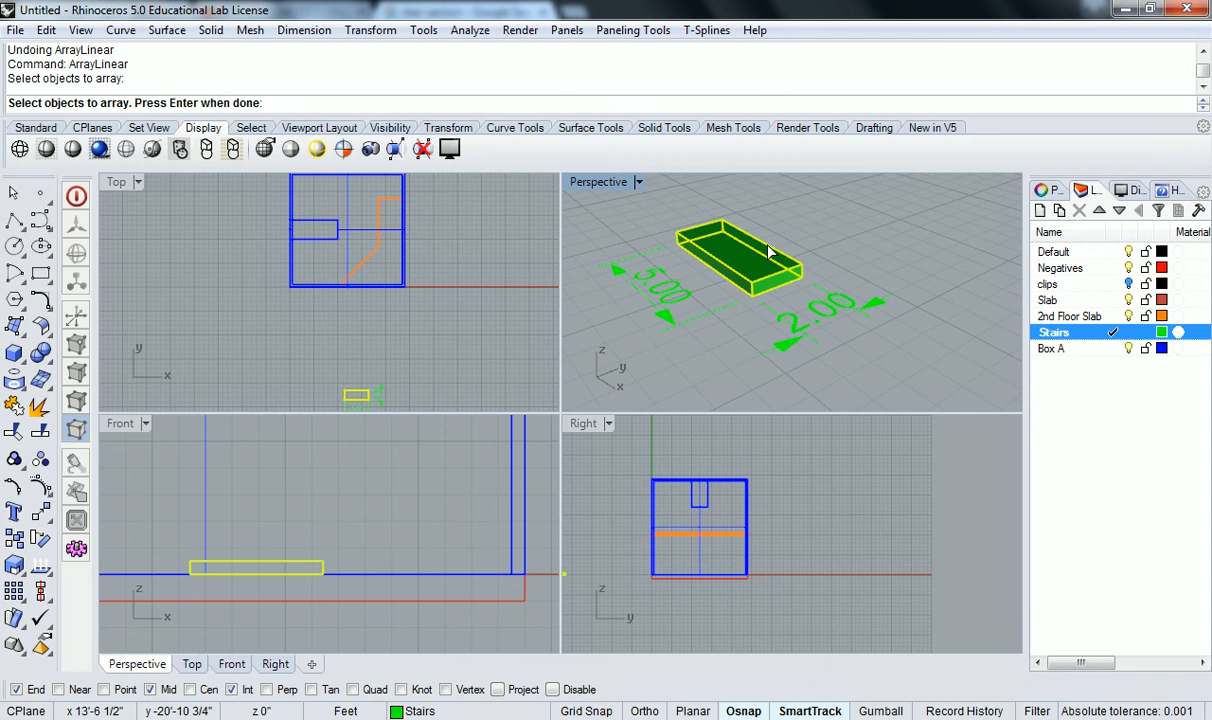 Untitled - Rhinoceros 5.0 Educational Lab License
File Edit View Curve Surface Solid Mesh Dimension Transform Tools Analyze Render Panels Paneling Tools T-Splines Help
Undoing ArrayLinear
Command: ArrayLinear
Select objects to array:
Select objects to array. Press Enter when done:
Standard CPlanes Set View Display Select Viewport Layout Visibility Transform Curve Tools Surface Tools Solid Tools Mesh Tools Render Tools Drafting New in V5
Top
Perspective
P... L... Di... H...
Name Material
Default
Negatives
clips
Slab
2nd Floor Slab
Stairs
Box A
5.00
2.00
y
x
z
y
x
Front
Right
z
x
z
y
Perspective Top Front Right
End Near Point Mid Cen Int Perp Tan Quad Knot Vertex Project Disable
CPlane x 13'-6 1/2" y -20'-10 3/4" z 0" Feet Stairs Grid Snap Ortho Planar Osnap SmartTrack Gumball Record History Filter Absolute tolerance: 0.001